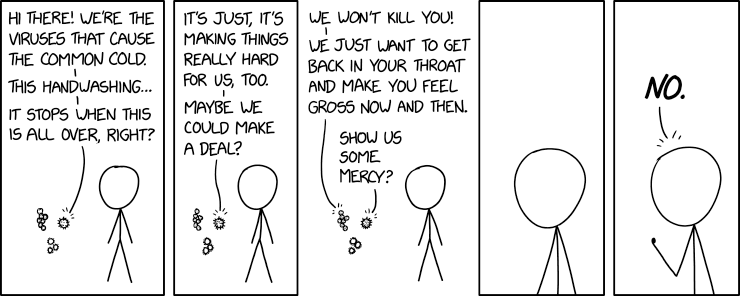 HI THERE! WE'RE THE
VIRUSES THAT CAUSE
THE COMMON COLD.
THIS HANDWASHING...
IT STOPS WHEN THIS
IS ALL OVER, RIGHT?
IT'S JUST, IT'S
MAKING THINGS
REALLY HARD
FOR US, TOO.
MAYBE WE
COULD MAKE
A DEAL?
WE WON'T KILL YOU!
WE JUST WANT TO GET
BACK IN YOUR THROAT
AND MAKE YOU FEEL
GROSS NOW AND THEN.
SHOW US
SOME
MERCY?
NO.